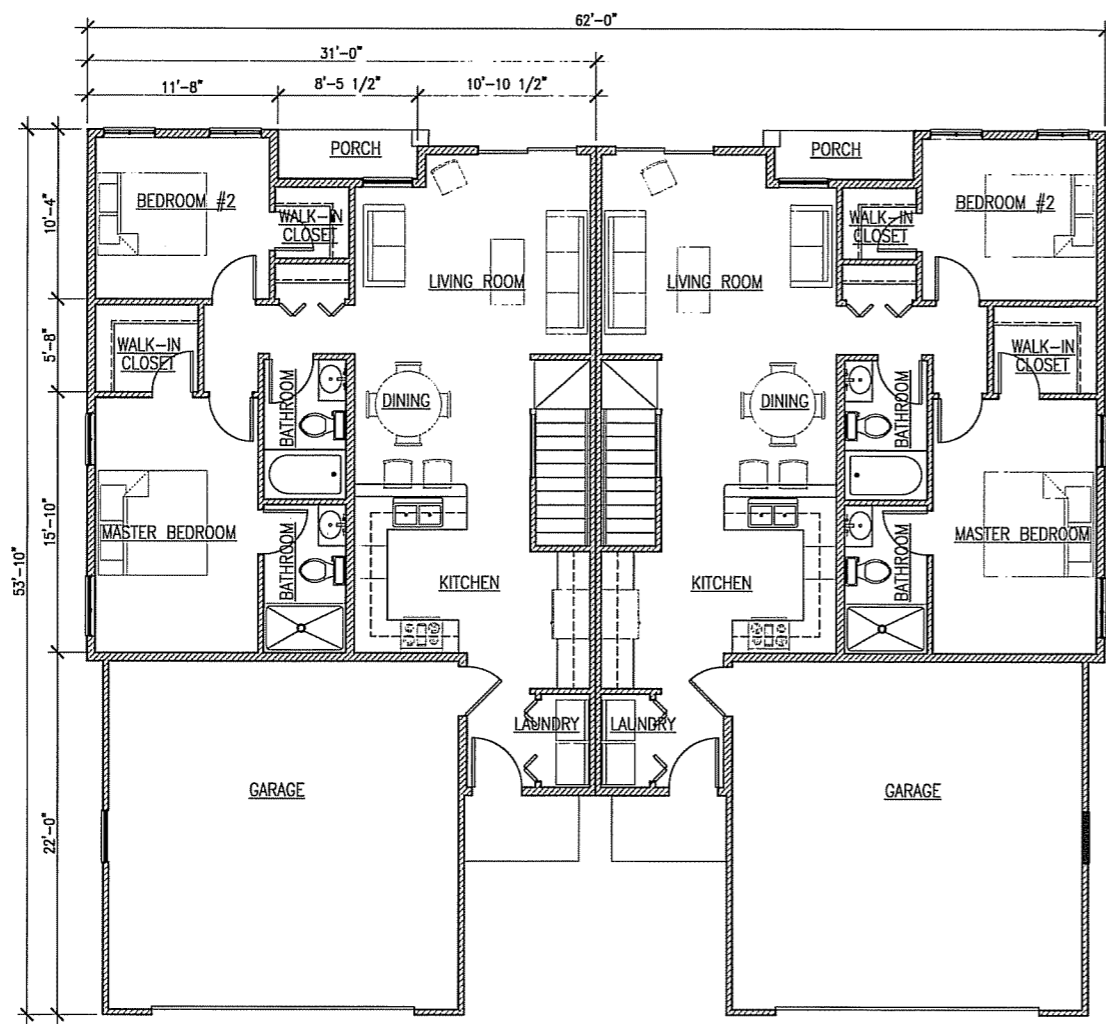 62'-0"
31'-0"
11'-8"
8'-5 1/2"
10'-10 1/2"
PORCH
PORCH
BEDROOM #2
BEDROOM #2
10'-4"
WALK-IN
CLOSET
WALK-IN
CLOSET
LIVING ROOM
LIVING ROOM
5'-8"
WALK-IN
CLOSET
WALK-IN
CLOSET
DINING
DINING
BATHROOM
BATHROOM
15'-10"
53'-10"
MASTER BEDROOM
MASTER BEDROOM
BATHROOM
BATHROOM
KITCHEN
KITCHEN
LAUNDRY
LAUNDRY
GARAGE
GARAGE
22'-0"